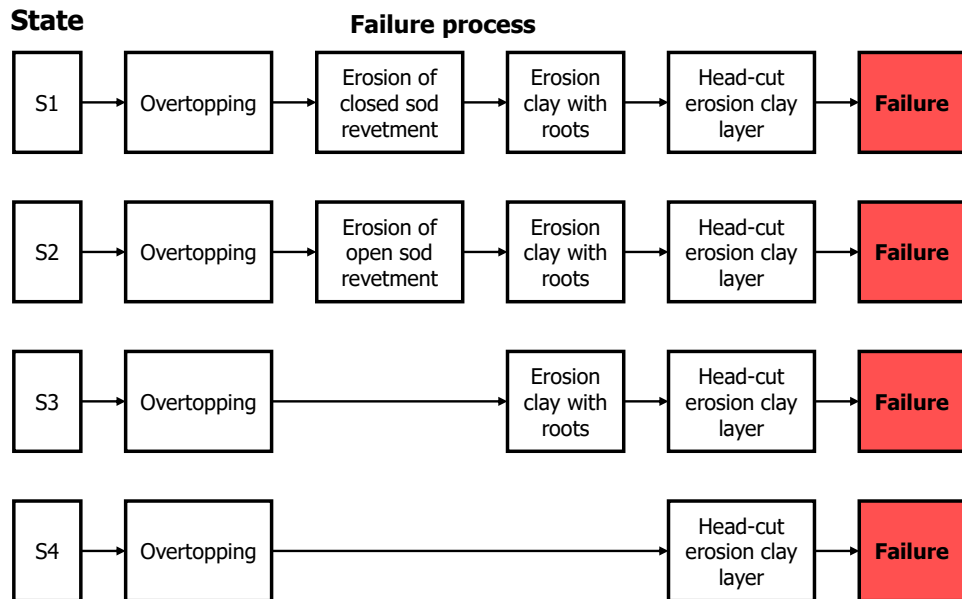 State
Failure process
S1
Overtopping
Erosion of
closed sod
revetment
Erosion
clay with
roots
Head-cut
erosion clay
layer
Failure
S2
Overtopping
Erosion of
open sod
revetment
Erosion
clay with
roots
Head-cut
erosion clay
layer
Failure
S3
Overtopping
Erosion
clay with
roots
Head-cut
erosion clay
layer
Failure
S4
Overtopping
Head-cut
erosion clay
layer
Failure